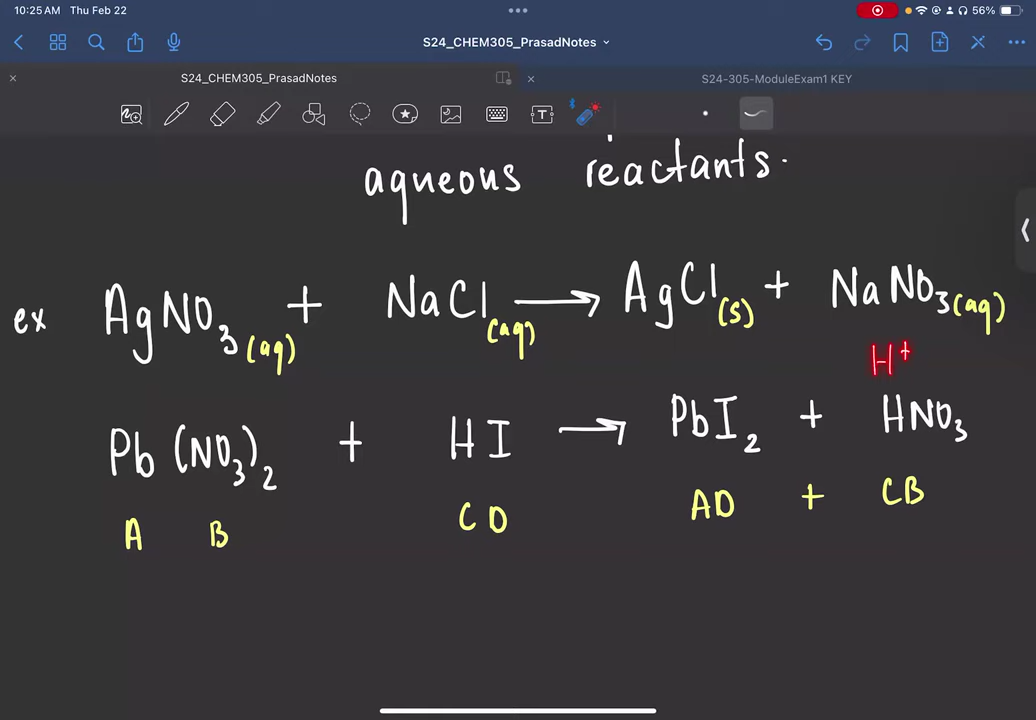 10:25 AM Thu Feb 22 56%
S24_CHEM305_PrasadNotes
S24_CHEM305_PrasadNotes S24-305-ModuleExam1 KEY
aqueous reactants.
ex AgNO₃(aq) + NaCl(aq) → AgCl(s) + NaNO₃(aq)
H⁺
Pb(NO₃)₂ + HI → PbI₂ + HNO₃
A B CD AD + CB